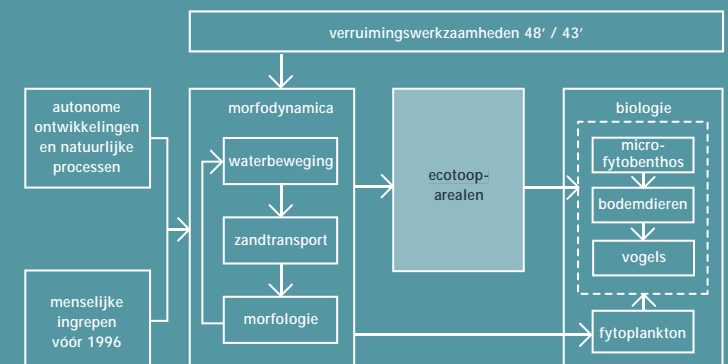 verruimingswerkzaamheden 48' / 43'
autonome
ontwikkelingen
en natuurlijke
processen
menselijke
ingrepen
vóór 1996
morfodynamica
waterbeweging
zandtransport
morfologie
ecotoop-
arealen
biologie
micro-
fytobenthos
bodemdieren
vogels
fytoplankton